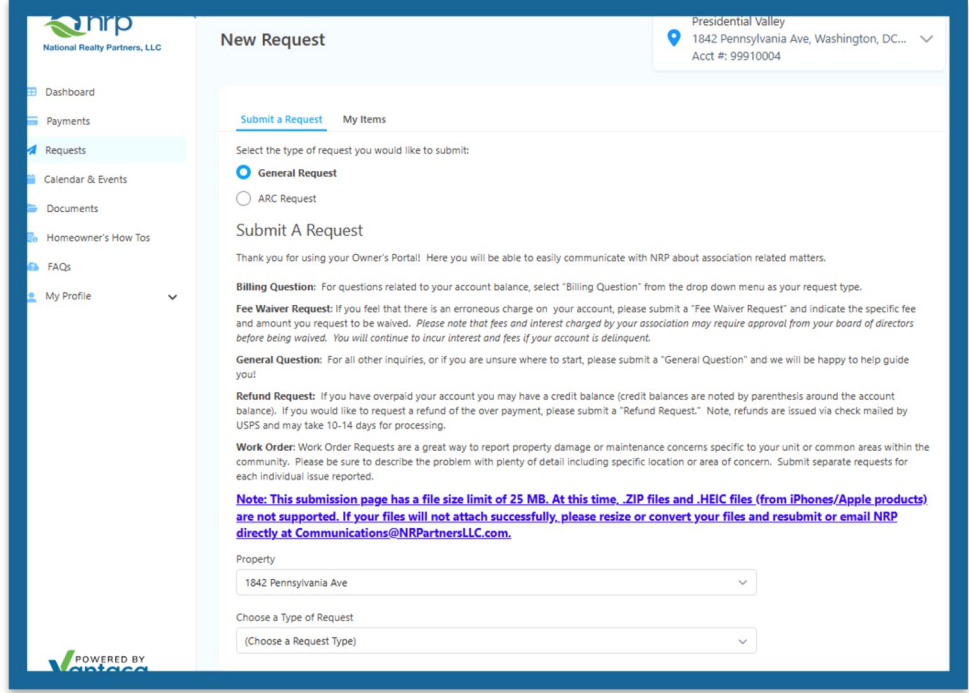 nrp
National Realty Partners, LLC
New Request
Presidential Valley
1842 Pennsylvania Ave, Washington, DC...
Acct #: 99910004
Dashboard
Payments
Requests
Calendar & Events
Documents
Homeowner's How Tos
FAQs
My Profile
Submit a Request My Items
Select the type of request you would like to submit:
General Request
ARC Request
Submit A Request
Thank you for using your Owner's Portal! Here you will be able to easily communicate with NRP about association related matters.
Billing Question: For questions related to your account balance, select "Billing Question" from the drop down menu as your request type.
Fee Waiver Request: If you feel that there is an erroneous charge on your account, please submit a "Fee Waiver Request" and indicate the specific fee
and amount you request to be waived. Please note that fees and interest charged by your association may require approval from your board of directors
before being waived. You will continue to incur interest and fees if your account is delinquent.
General Question: For all other inquiries, or if you are unsure where to start, please submit a "General Question" and we will be happy to help guide
you!
Refund Request: If you have overpaid your account you may have a credit balance (credit balances are noted by parenthesis around the account
balance). If you would like to request a refund of the over payment, please submit a "Refund Request." Note, refunds are issued via check mailed by
USPS and may take 10-14 days for processing.
Work Order: Work Order Requests are a great way to report property damage or maintenance concerns specific to your unit or common areas within the
community. Please be sure to describe the problem with plenty of detail including specific location or area of concern. Submit separate requests for
each individual issue reported.
Note: This submission page has a file size limit of 25 MB. At this time, .ZIP files and .HEIC files (from iPhones/Apple products)
are not supported. If your files will not attach successfully, please resize or convert your files and resubmit or email NRP
directly at Communications@NRPartnersLLC.com.
Property
1842 Pennsylvania Ave
Choose a Type of Request
(Choose a Request Type)
POWERED BY
Vantaca